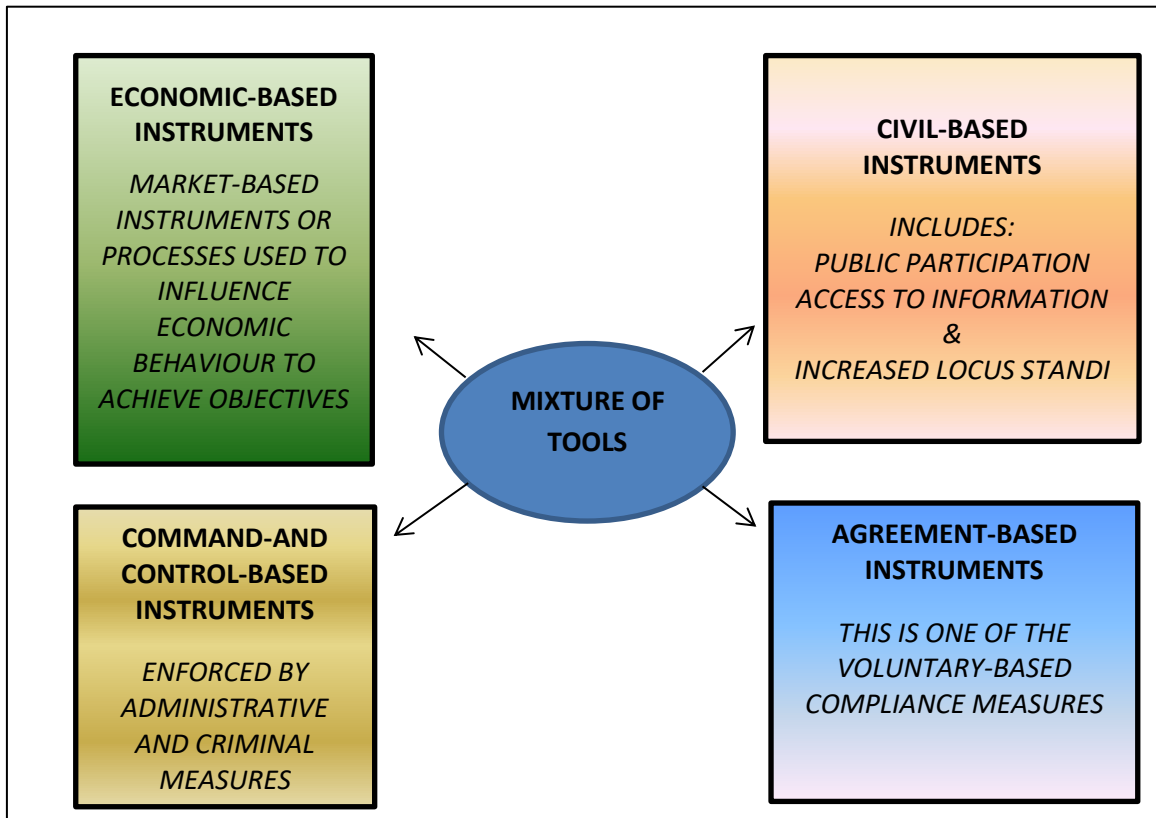 ECONOMIC-BASED
INSTRUMENTS
MARKET-BASED
INSTRUMENTS OR
PROCESSES USED TO
INFLUENCE
ECONOMIC
BEHAVIOUR TO
ACHIEVE OBJECTIVES
CIVIL-BASED
INSTRUMENTS
INCLUDES:
PUBLIC PARTICIPATION
ACCESS TO INFORMATION
&
INCREASED LOCUS STANDI
MIXTURE OF
TOOLS
COMMAND-AND
CONTROL-BASED
INSTRUMENTS
ENFORCED BY
ADMINISTRATIVE
AND CRIMINAL
MEASURES
AGREEMENT-BASED
INSTRUMENTS
THIS IS ONE OF THE
VOLUNTARY-BASED
COMPLIANCE MEASURES